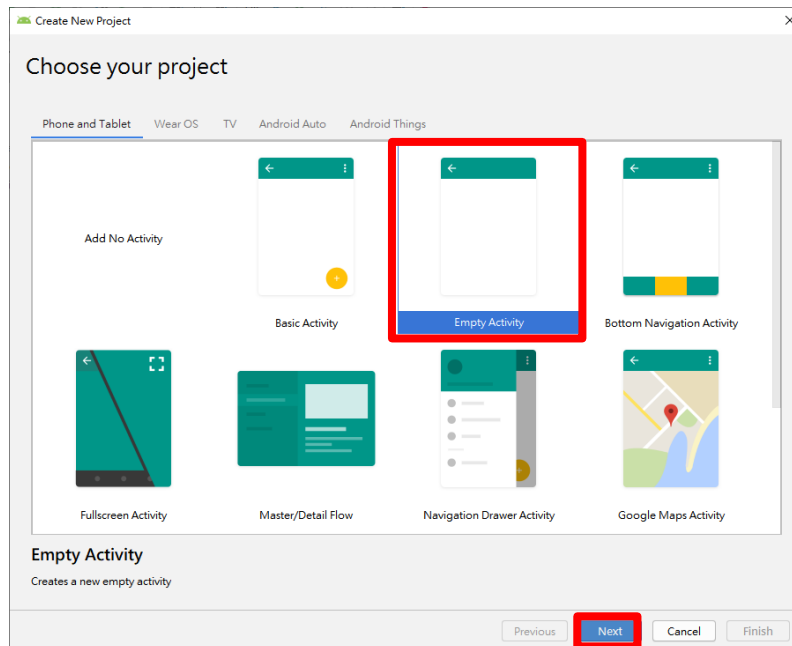 Create New Project
Choose your project
Phone and Tablet Wear OS TV Android Auto Android Things
Add No Activity
Basic Activity
Empty Activity
Bottom Navigation Activity
Fullscreen Activity
Master/Detail Flow
Navigation Drawer Activity
Google Maps Activity
Empty Activity
Creates a new empty activity
Previous Next Cancel Finish